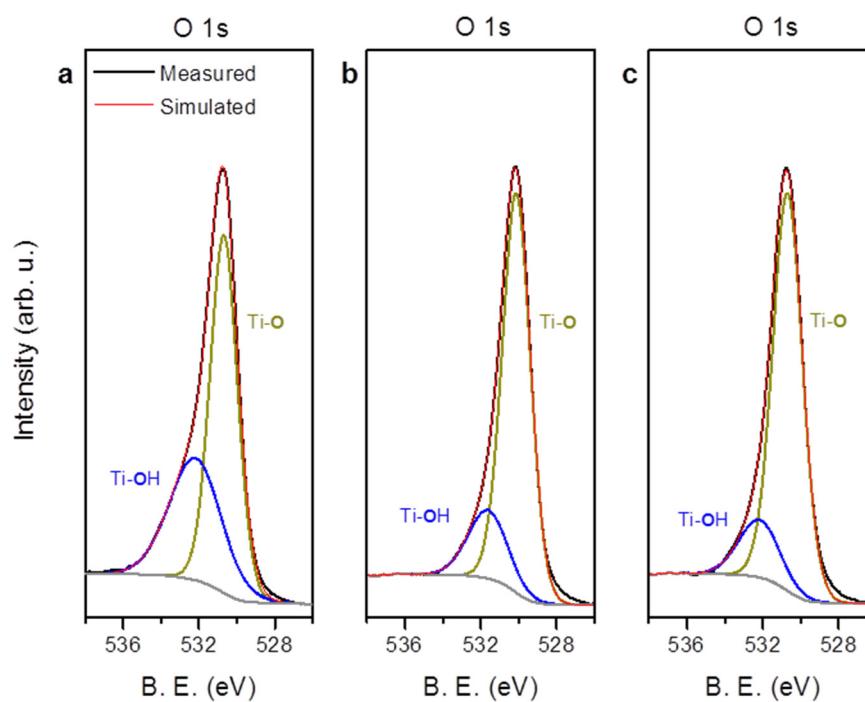 O 1s
O 1s
O 1s
a
Measured
Simulated
b
c
Intensity (arb. u.)
Ti-O
Ti-OH
Ti-O
Ti-OH
Ti-O
Ti-OH
536
532
528
536
532
528
536
532
528
B. E. (eV)
B. E. (eV)
B. E. (eV)